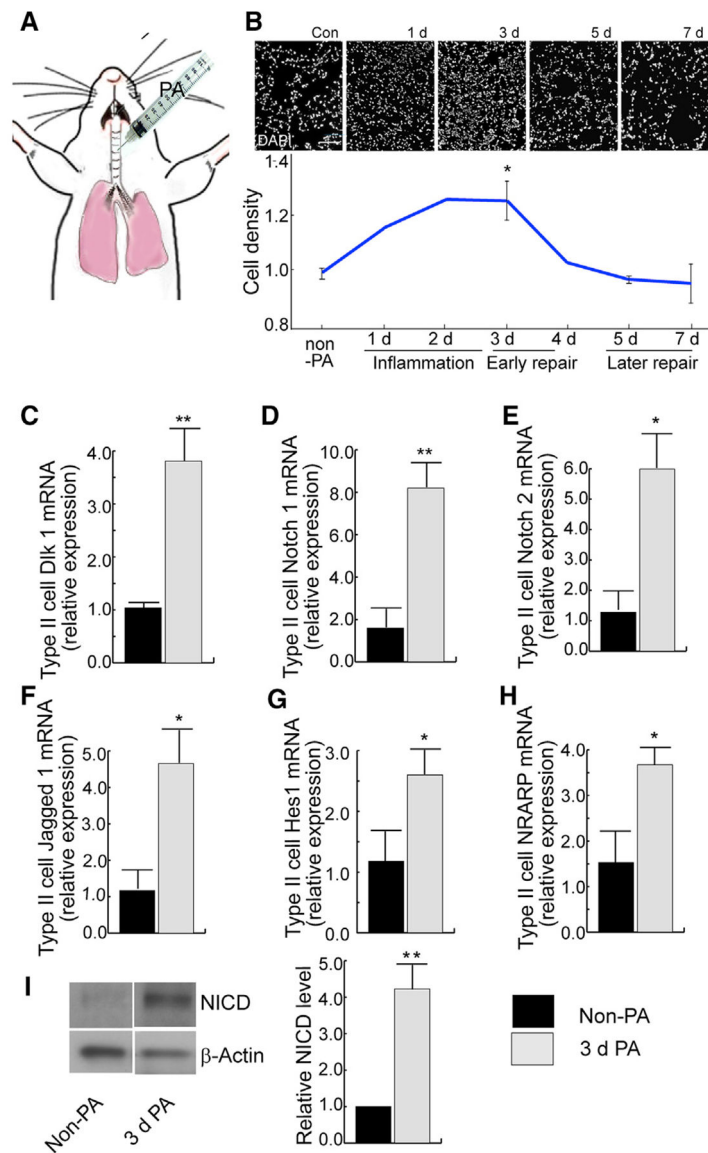 A
PA
B
Con 1 d 3 d 5 d 7 d
DAPI
1.4
1.2
1.0
0.8
Cell density
*
non
-PA
1 d 2 d 3 d 4 d 5 d 7 d
Inflammation Early repair Later repair
C
Type II cell Dlk 1 mRNA
(relative expression)
4.0
3.0
2.0
1.0
0.0
**
D
Type II cell Notch 1 mRNA
(relative expression)
10.0
8.0
6.0
4.0
2.0
0.0
**
E
Type II cell Notch 2 mRNA
(relative expression)
6.0
5.0
4.0
3.0
2.0
1.0
0.0
*
F
Type II cell Jagged 1 mRNA
(relative expression)
5.0
4.0
3.0
2.0
1.0
0.0
*
G
Type II cell Hes1 mRNA
(relative expression)
3.0
2.0
1.0
0.0
*
H
Type II cell NRARP mRNA
(relative expression)
4.0
3.0
2.0
1.0
0.0
*
I
NICD
β-Actin
Non-PA
3 d PA
Relative NICD level
5.0
4.0
3.0
2.0
1.0
0.0
**
Non-PA
3 d PA